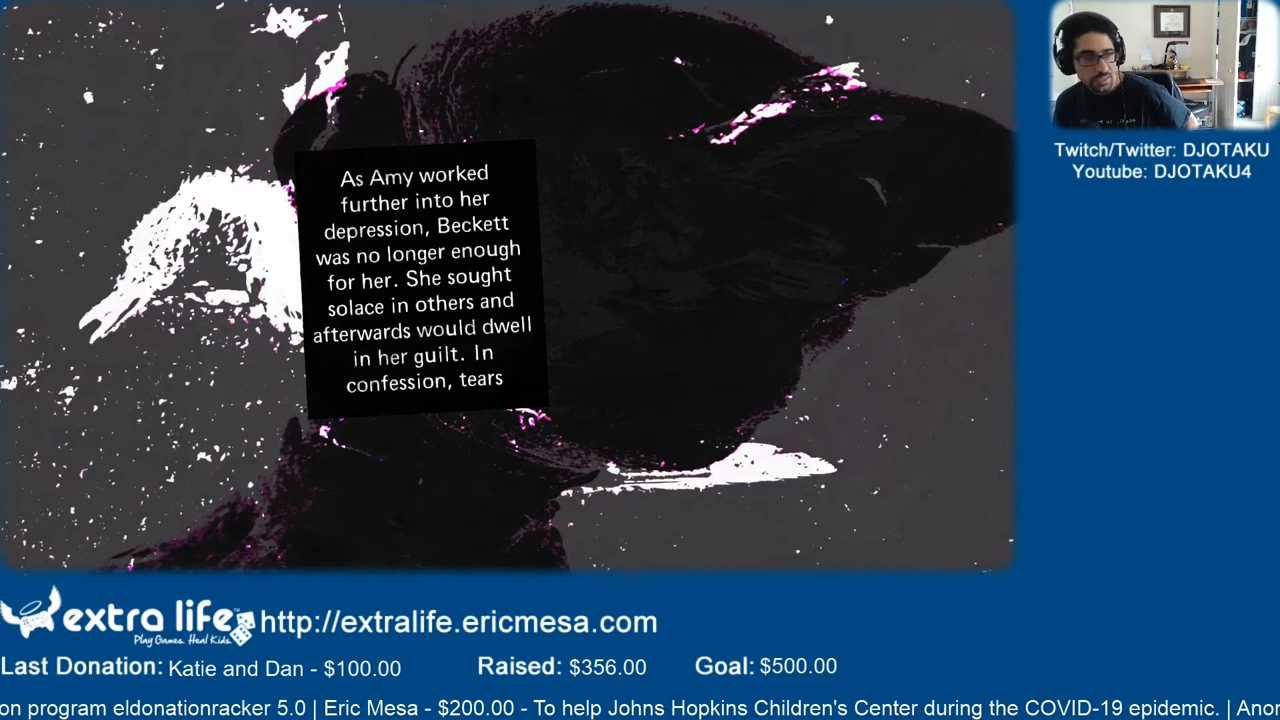 As Amy worked
further into her
depression, Beckett
was no longer enough
for her. She sought
solace in others and
afterwards would dwell
in her guilt. In
confession, tears
Twitch/Twitter: DJOTAKU
Youtube: DJOTAKU4
extra life
Play Games. Heal Kids.
http://extralife.ericmesa.com
Last Donation: Katie and Dan - $100.00 Raised: $356.00 Goal: $500.00
on program eldonationracker 5.0 | Eric Mesa - $200.00 - To help Johns Hopkins Children's Center during the COVID-19 epidemic. | Anon